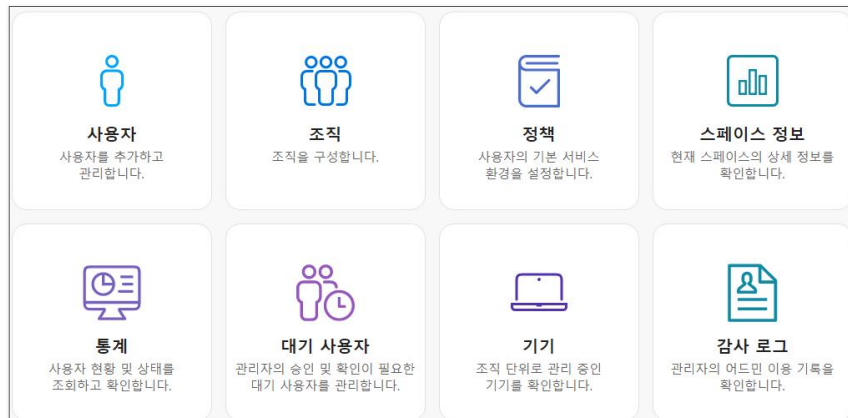 사용자
사용자를 추가하고
관리합니다.
조직
조직을 구성합니다.
정책
사용자의 기본 서비스
환경을 설정합니다.
스페이스 정보
현재 스페이스의 상세 정보를
확인합니다.
통계
사용자 현황 및 상태를
조회하고 확인합니다.
대기 사용자
관리자의 승인 및 확인이 필요한
대기 사용자를 관리합니다.
기기
조직 단위로 관리 중인
기기를 확인합니다.
감사 로그
관리자의 어드민 이용 기록을
확인합니다.